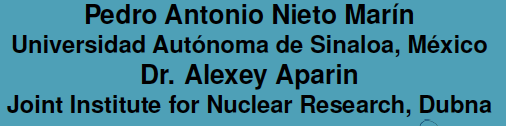 Pedro Antonio Nieto Marín
Universidad Autónoma de Sinaloa, México
Dr. Alexey Aparin
Joint Institute for Nuclear Research, Dubna